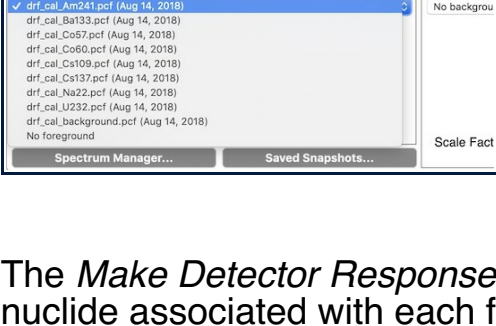 ✓ drf_cal_Am241.pcf (Aug 14, 2018)
No backgrou
drf_cal_Ba133.pcf (Aug 14, 2018)
drf_cal_Co57.pcf (Aug 14, 2018)
drf_cal_Co60.pcf (Aug 14, 2018)
drf_cal_Cs109.pcf (Aug 14, 2018)
drf_cal_Cs137.pcf (Aug 14, 2018)
drf_cal_Na22.pcf (Aug 14, 2018)
drf_cal_U232.pcf (Aug 14, 2018)
drf_cal_background.pcf (Aug 14, 2018)
No foreground
Scale Fact
Spectrum Manager... Saved Snapshots...
The Make Detector Response
nuclide associated with each f